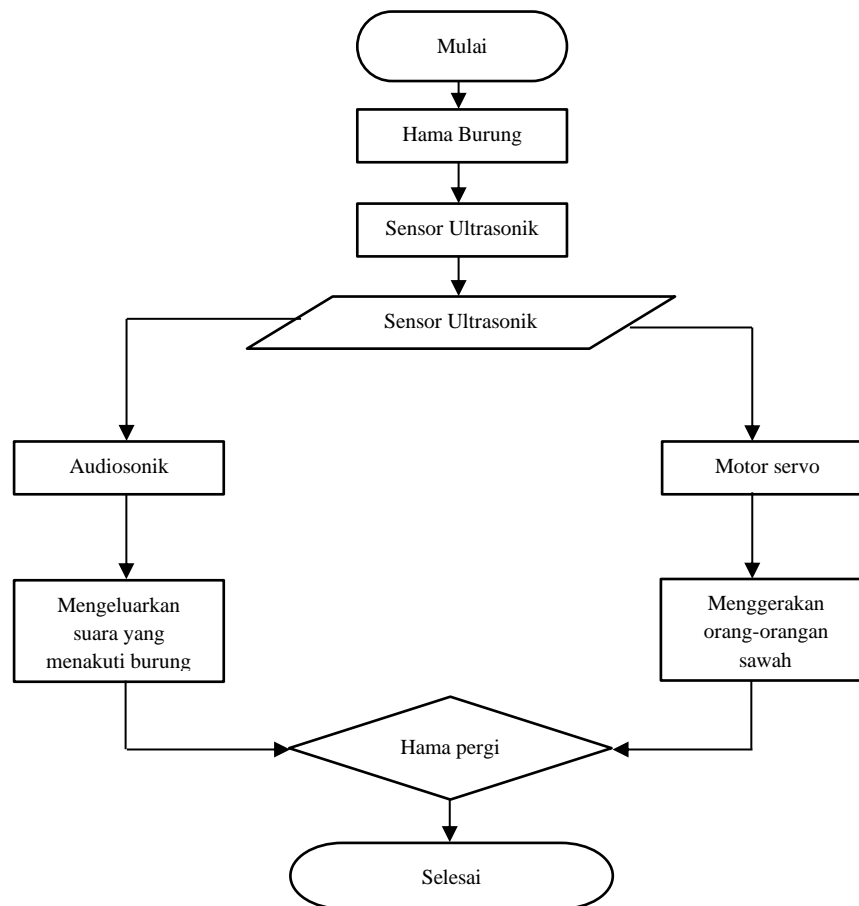 Mulai
Hama Burung
Sensor Ultrasonik
Sensor Ultrasonik
Audiosonik
Motor servo
Mengeluarkan
suara yang
menakuti burung
Menggerakan
orang-orangan
sawah
Hama pergi
Selesai